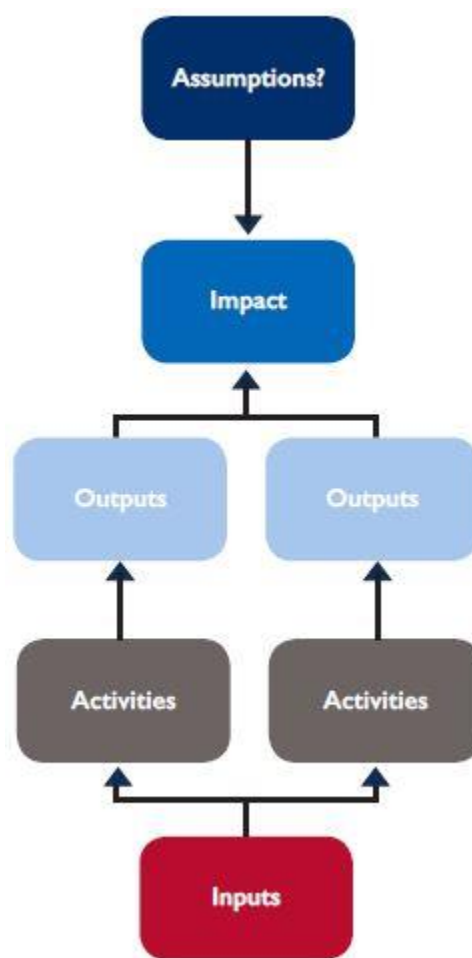 Assumptions?
Impact
Outputs
Outputs
Activities
Activities
Inputs